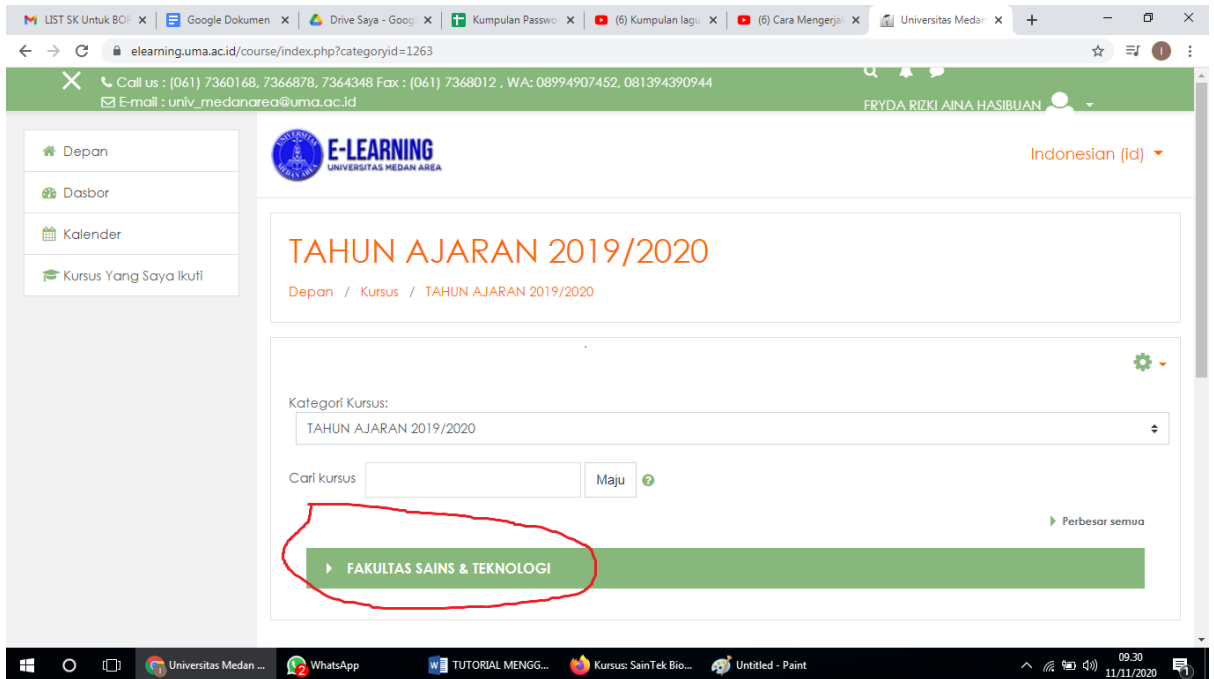 LIST SK Untuk BOF
Google Dokumen
Drive Saya - Goog
Kumpulan Passwo
(6) Kumpulan lagu
(6) Cara Mengerja
Universitas Medan
elearning.uma.ac.id/course/index.php?categoryid=1263
Call us : (061) 7360168, 7366878, 7364348 Fax : (061) 7368012 , WA: 08994907452, 081394390944
E-mail : univ_medanarea@uma.ac.id
FRYDA RIZKI AINA HASIBUAN
Depan
Dasbor
Kalender
Kursus Yang Saya Ikuti
E-LEARNING
UNIVERSITAS MEDAN AREA
Indonesian (id)
TAHUN AJARAN 2019/2020
Depan / Kursus / TAHUN AJARAN 2019/2020
Kategori Kursus:
TAHUN AJARAN 2019/2020
Cari kursus
Maju
Perbesar semua
FAKULTAS SAINS & TEKNOLOGI
Universitas Medan ...
WhatsApp
TUTORIAL MENGG...
Kursus: SainTek Bio...
Untitled - Paint
09.30
11/11/2020